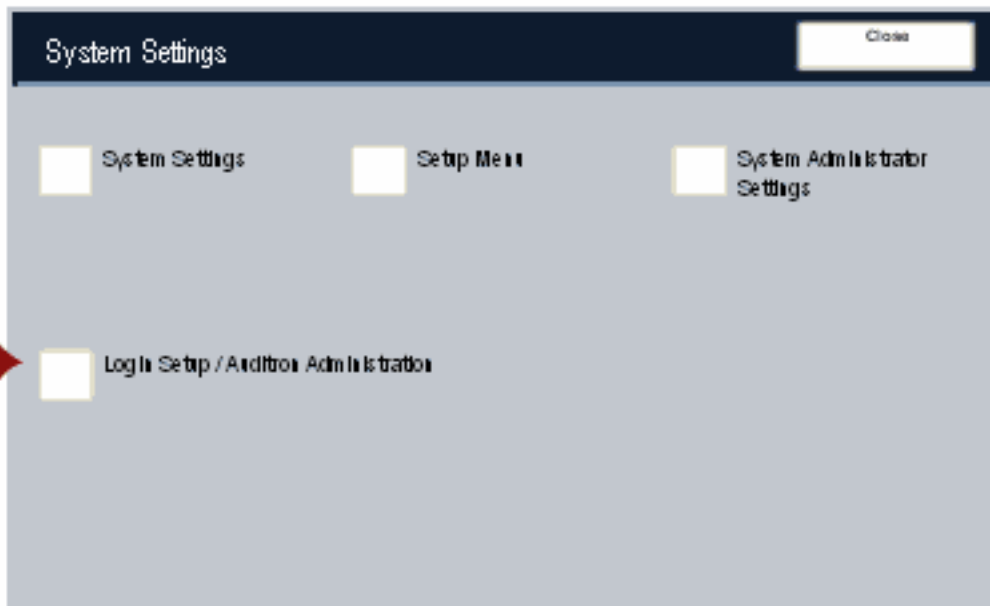 System Settings
Close
System Settings
Setup Menu
System Administrator
Settings
Login Setup / Auditron Administration